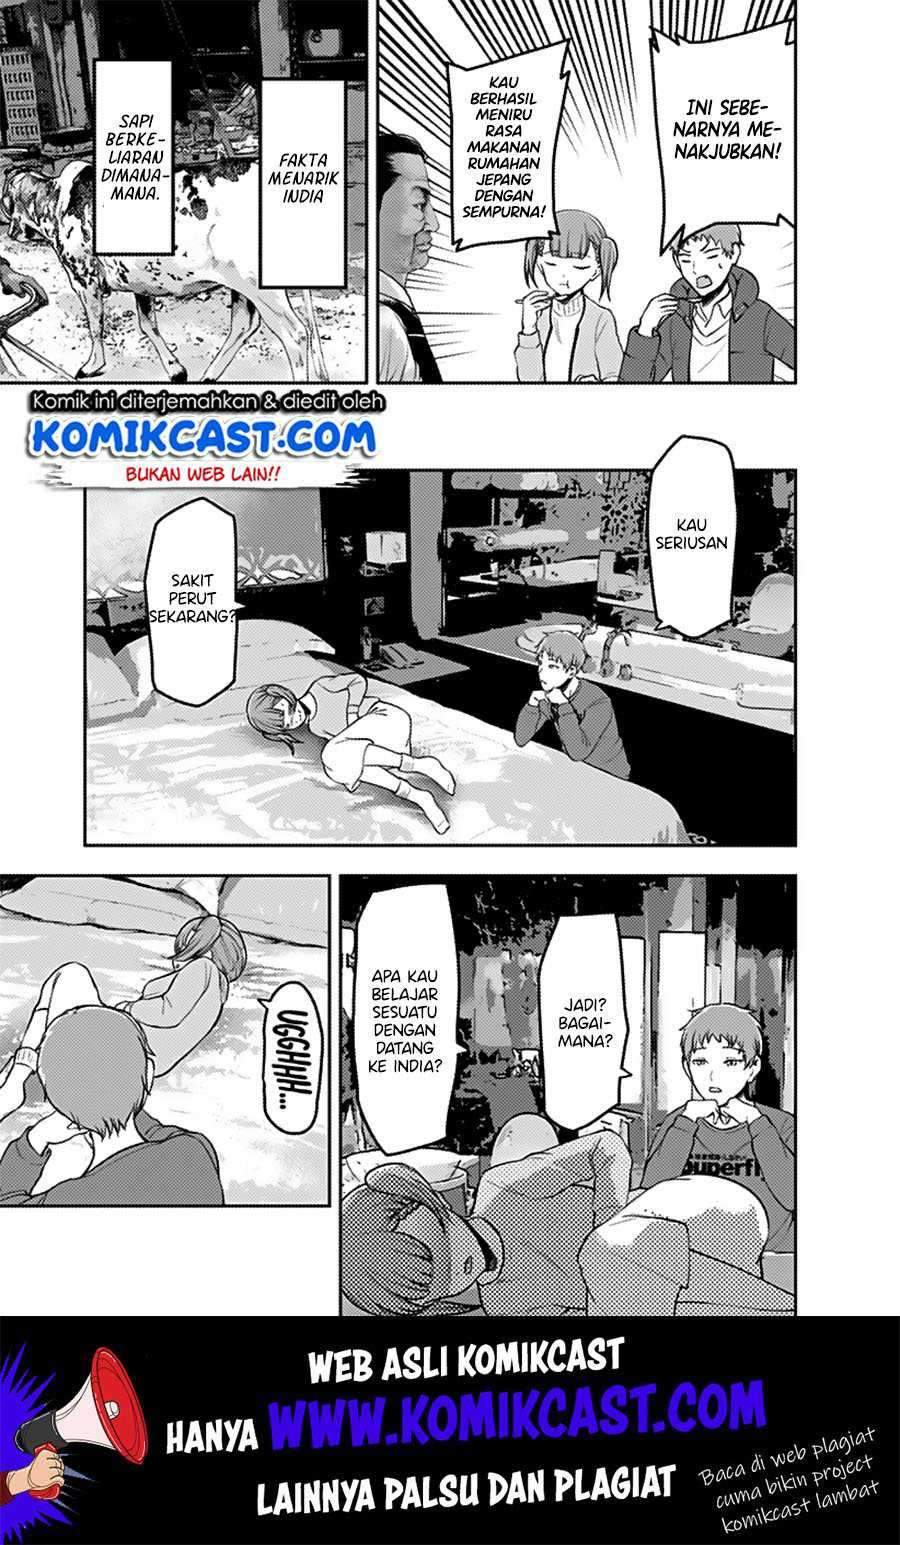 INI SEBE-
NARNYA ME-
NAKJUBKAN!
KAU
BERHASIL
MENIRU
RASA
MAKANAN
RUMAHAN
JEPANG
DENGAN
SEMPURNA!
FAKTA
MENARIK
INDIA
SAPI
BERKE-
LIARAN
DIMANA-
MANA.
Komik ini diterjemahkan & diedit oleh
KOMIKCAST.COM
BUKAN WEB LAIN!!
KAU
SERIUSAN
SAKIT
PERUT
SEKARANG?
JADI?
BAGAI-
MANA?
APA KAU
BELAJAR
SESUATU
DENGAN
DATANG
KE INDIA?
Superfl
UGGHHH...
WEB ASLI KOMIKCAST
HANYA WWW.KOMIKCAST.COM
LAINNYA PALSU DAN PLAGIAT
Baca di web plagiat
cuma bikin project
komikcast lambat